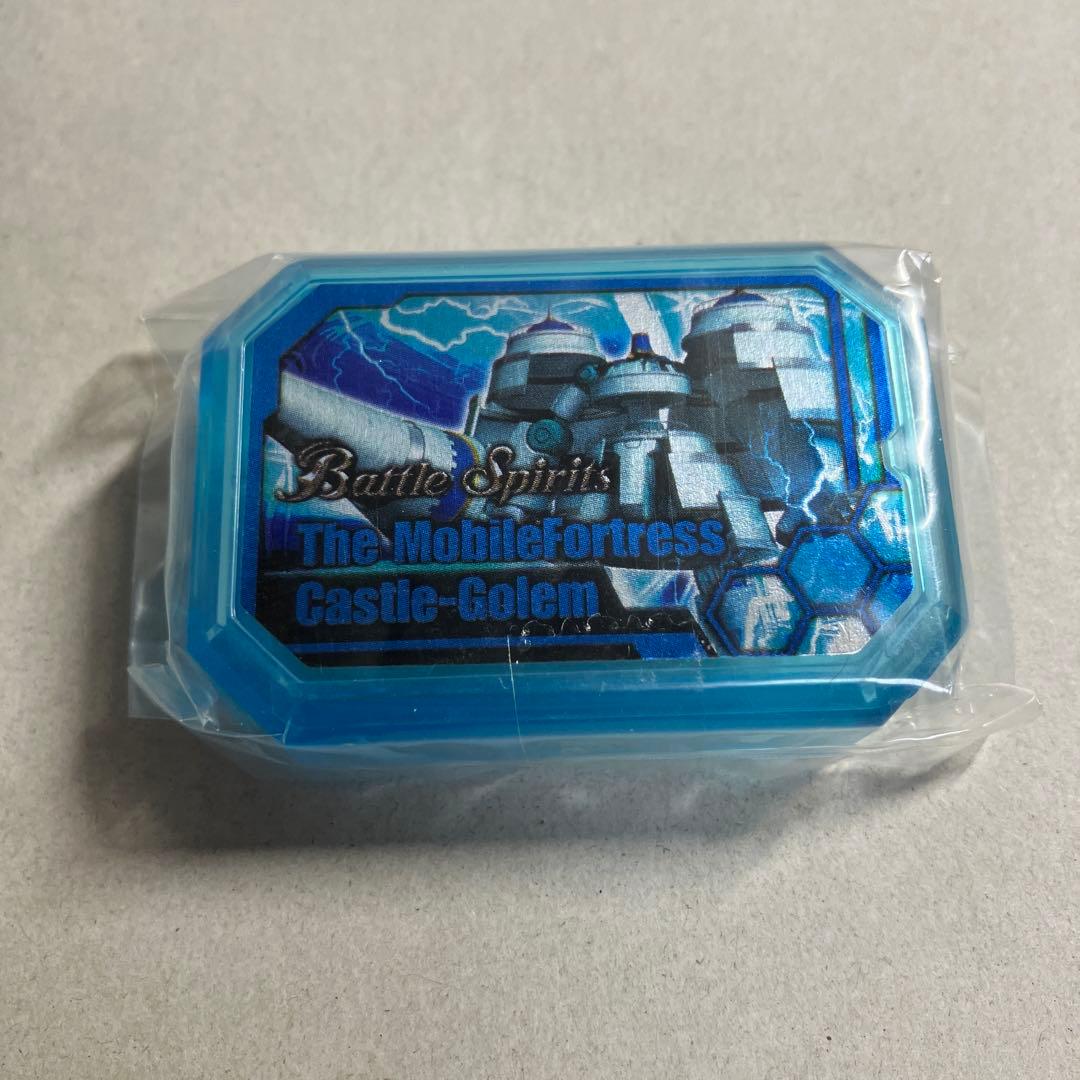 Battle Spirits
The MobileFortress
Castle-Golem